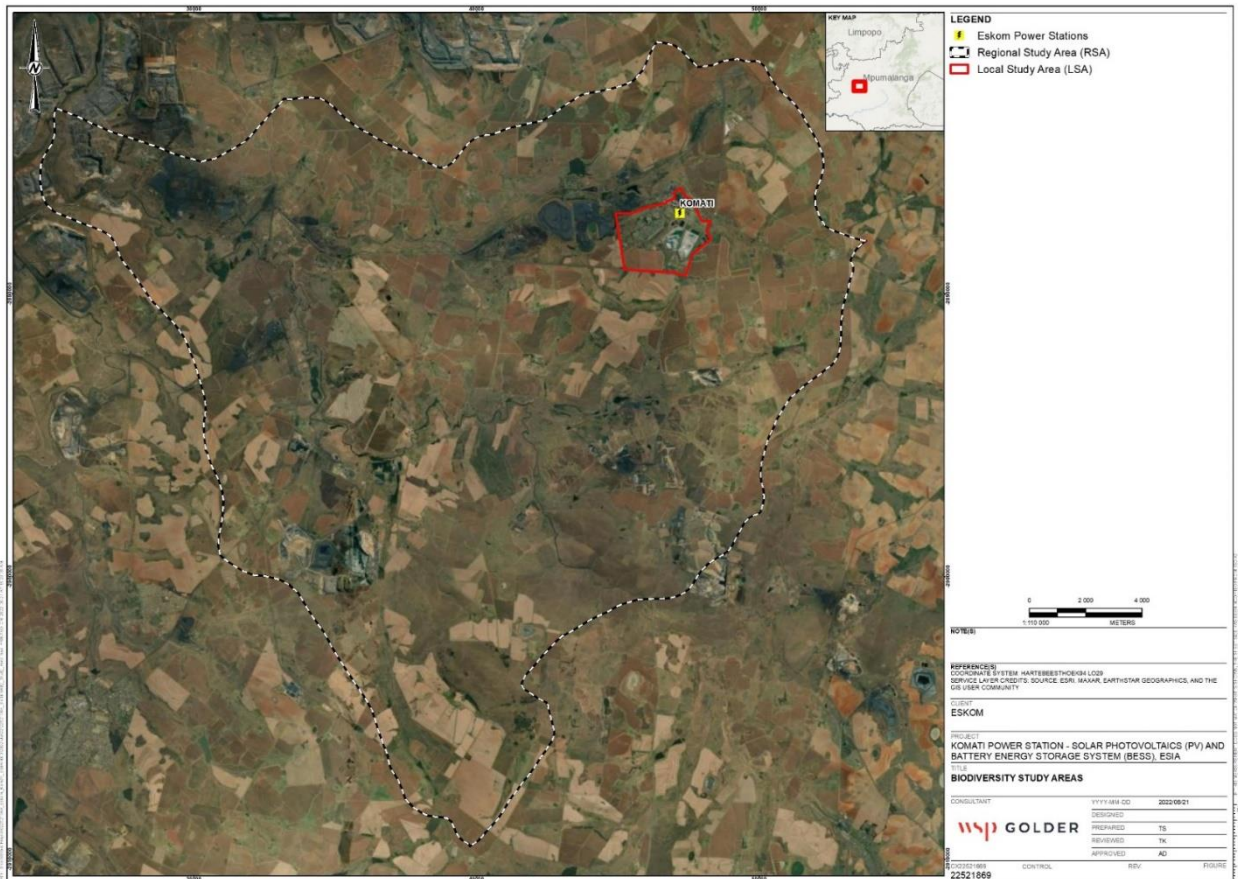 KEY MAP
Limpopo
Mpumalanga
N
KOMATI
LEGEND
Eskom Power Stations
Regional Study Area (RSA)
Local Study Area (LSA)
0 2 000 4 000
1:110 000 METERS
NOTE(S)
REFERENCE(S)
COORDINATE SYSTEM: HARTEBEESTHOEK94 LO29
SERVICE LAYER CREDITS: SOURCE: ESRI, MAXAR, EARTHSTAR GEOGRAPHICS, AND THE
GIS USER COMMUNITY
CLIENT
ESKOM
PROJECT
KOMATI POWER STATION - SOLAR PHOTOVOLTAICS (PV) AND
BATTERY ENERGY STORAGE SYSTEM (BESS), ESIA
TITLE
BIODIVERSITY STUDY AREAS
CONSULTANT
wsp GOLDER
YYYY-MM-DD 2022/09/21
DESIGNED
PREPARED TS
REVIEWED TK
APPROVED AD
CONTROL REV. FIGURE
22521869